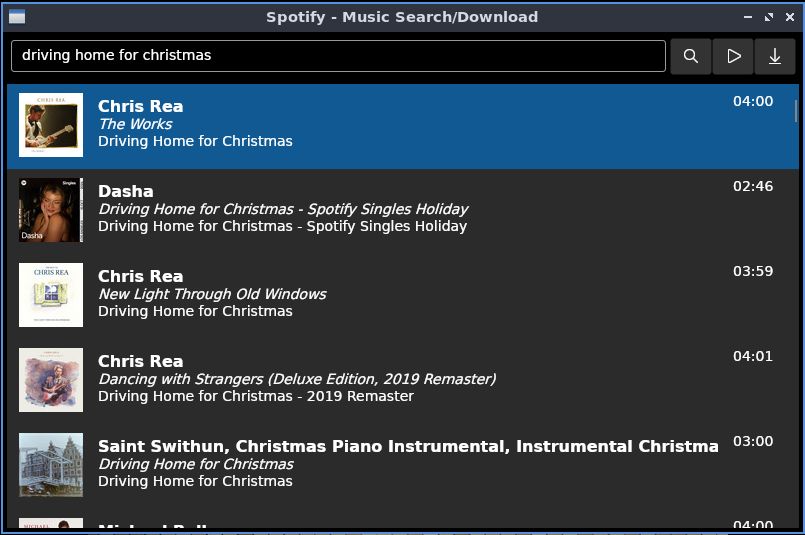 Spotify - Music Search/Download
driving home for christmas
Chris Rea
04:00
The Works
Driving Home for Christmas
Dasha
02:46
Driving Home for Christmas - Spotify Singles Holiday
Driving Home for Christmas - Spotify Singles Holiday
Singles
Dasha
Chris Rea
03:59
New Light Through Old Windows
Driving Home for Christmas
CHRIS REA
Chris Rea
04:01
Dancing with Strangers (Deluxe Edition, 2019 Remaster)
Driving Home for Christmas - 2019 Remaster
Saint Swithun, Christmas Piano Instrumental, Instrumental Christma
03:00
Driving Home for Christmas
Driving Home for Christmas
04:00